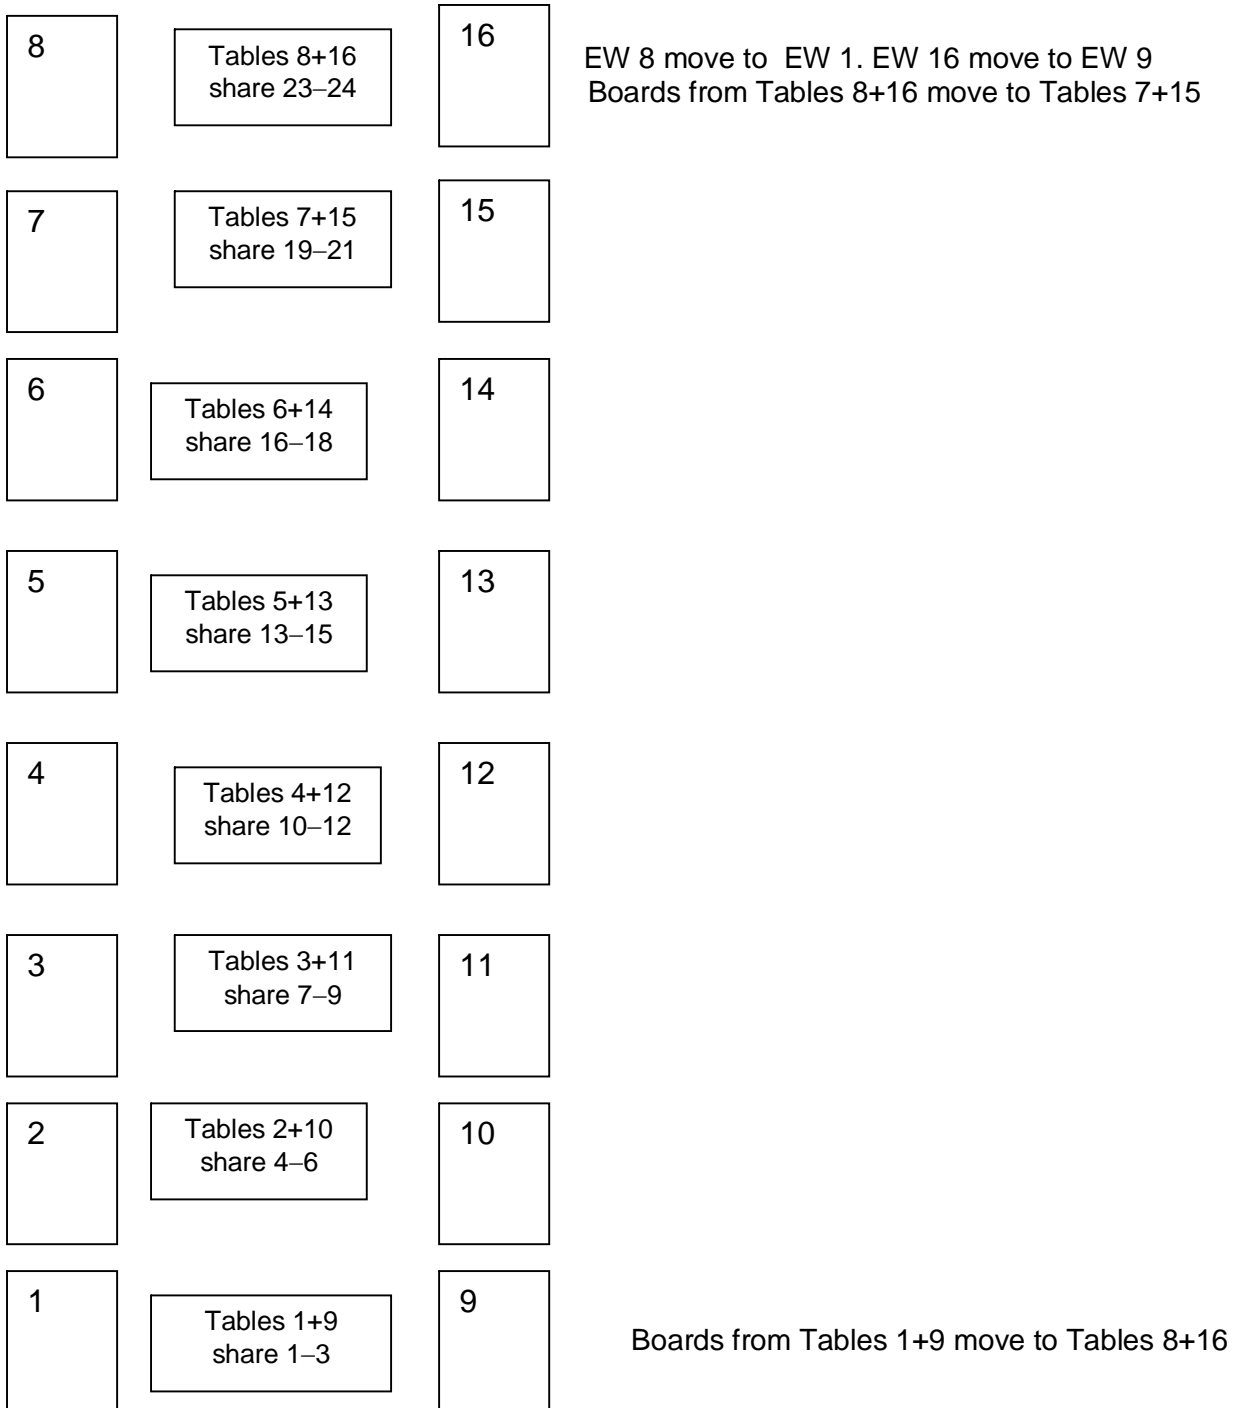 8
Tables 8+16
share 23–24
16
EW 8 move to  EW 1. EW 16 move to EW 9
Boards from Tables 8+16 move to Tables 7+15
7
Tables 7+15
share 19–21
15
6
Tables 6+14
share 16–18
14
5
Tables 5+13
share 13–15
13
4
Tables 4+12
share 10–12
12
3
Tables 3+11
share 7–9
11
2
Tables 2+10
share 4–6
10
1
Tables 1+9
share 1–3
9
Boards from Tables 1+9 move to Tables 8+16